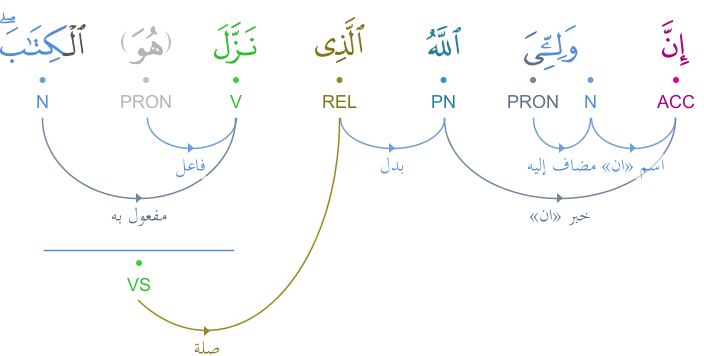 إِنَّ وَلِـِّۧىَ ٱللَّهُ ٱلَّذِى نَزَّلَ (هُوَ) ٱلْكِتَـٰبَ ۖ
ACC N PRON PN REL V PRON N
اسم «ان» مضاف إليه بدل فاعل
خبر «ان» مفعول به
VS
صلة